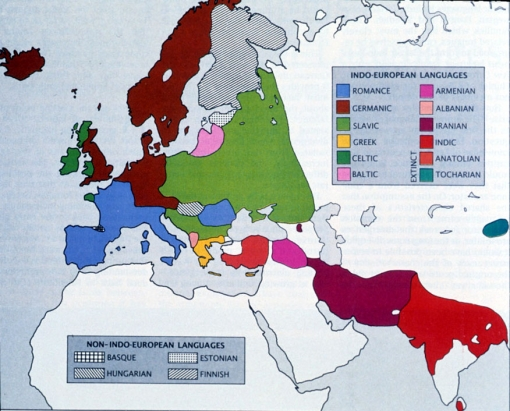 INDO-EUROPEAN LANGUAGES
ROMANCE
GERMANIC
SLAVIC
GREEK
CELTIC
BALTIC
ARMENIAN
ALBANIAN
IRANIAN
INDIC
EXTINCT
ANATOLIAN
TOCHARIAN
NON-INDO-EUROPEAN LANGUAGES
BASQUE
HUNGARIAN
ESTONIAN
FINNISH